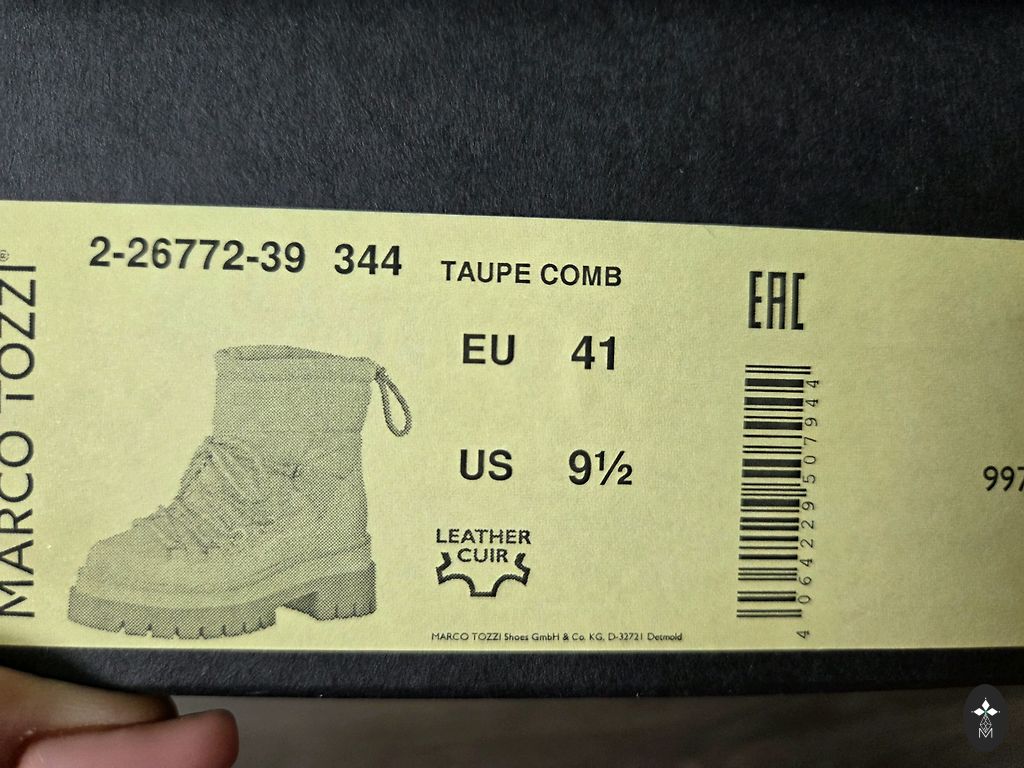 MARCO TOZZI®
2-26772-39 344 TAUPE COMB
EU 41
US 9½
LEATHER
CUIR
MARCO TOZZI Shoes GmbH & Co. KG, D-32721 Detmold
EAC
4 064229 507944
997
M